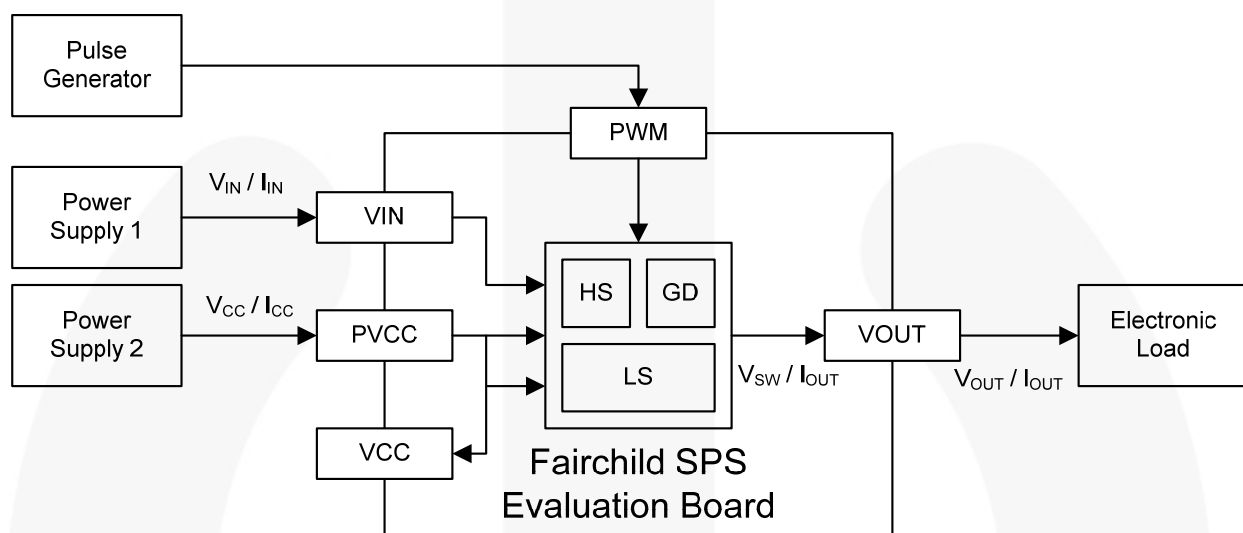 Pulse
Generator
PWM
Power
Supply 1
VIN / IIN
VIN
HS
GD
Power
Supply 2
VCC / ICC
PVCC
LS
VSW / IOUT
VOUT
VOUT / IOUT
Electronic
Load
VCC
Fairchild SPS
Evaluation Board